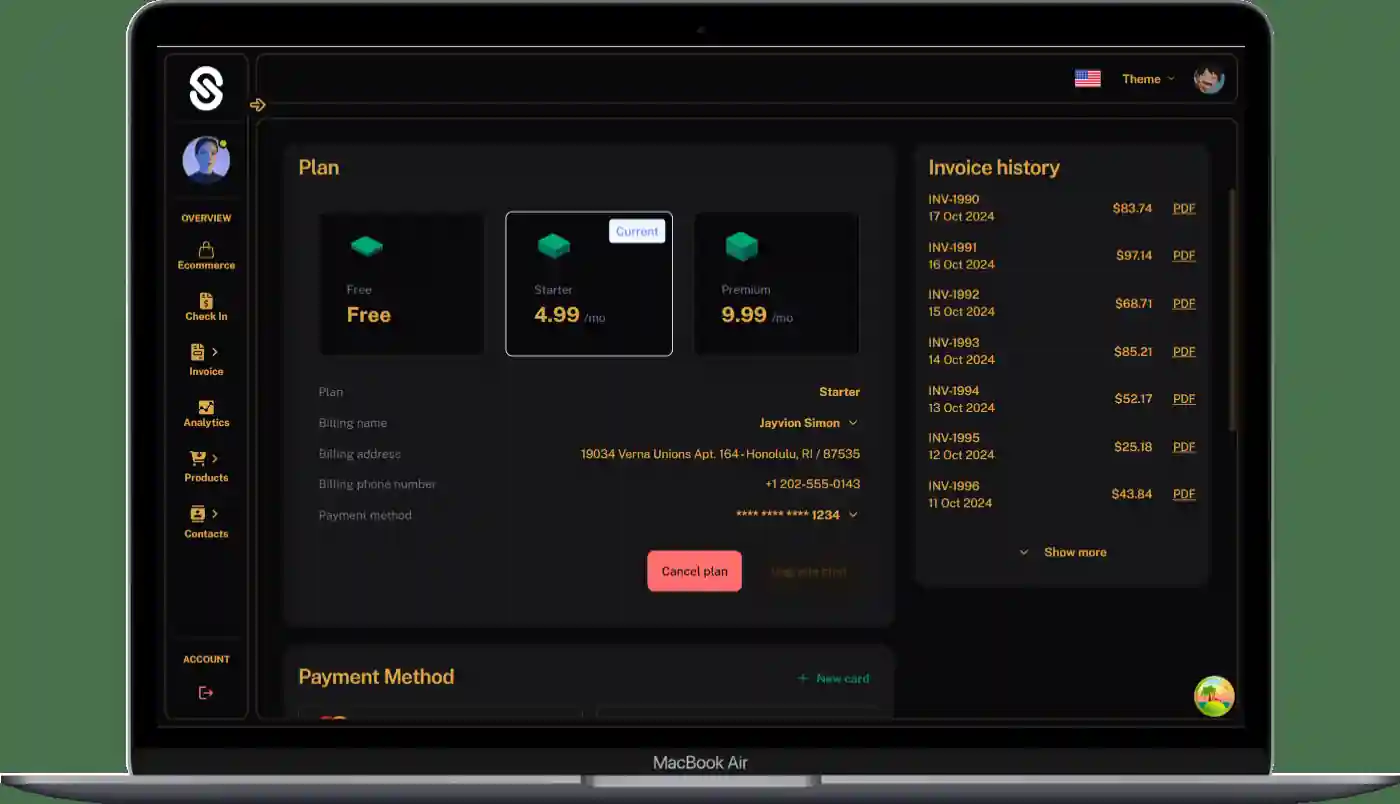 Theme
OVERVIEW
Ecommerce
Check In
Invoice
Analytics
Products
Contacts
ACCOUNT
Plan
Current
Free
Free
Starter
4.99 /mo
Premium
9.99 /mo
Plan Starter
Billing name Jayvion Simon
Billing address 19034 Verna Unions Apt. 164 - Honolulu, RI / 87535
Billing phone number +1 202-555-0143
Payment method **** **** **** 1234
Cancel plan Upgrade plan
Payment Method
+ New card
Invoice history
INV-1990
17 Oct 2024
$83.74 PDF
INV-1991
16 Oct 2024
$97.14 PDF
INV-1992
15 Oct 2024
$68.71 PDF
INV-1993
14 Oct 2024
$85.21 PDF
INV-1994
13 Oct 2024
$52.17 PDF
INV-1995
12 Oct 2024
$25.18 PDF
INV-1996
11 Oct 2024
$43.84 PDF
Show more
MacBook Air